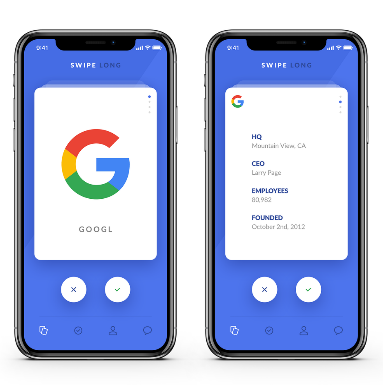 9:41
SWIPE LONG
GOOGL
9:41
SWIPE LONG
HQ
Mountain View, CA
CEO
Larry Page
EMPLOYEES
80,982
FOUNDED
October 2nd, 2012